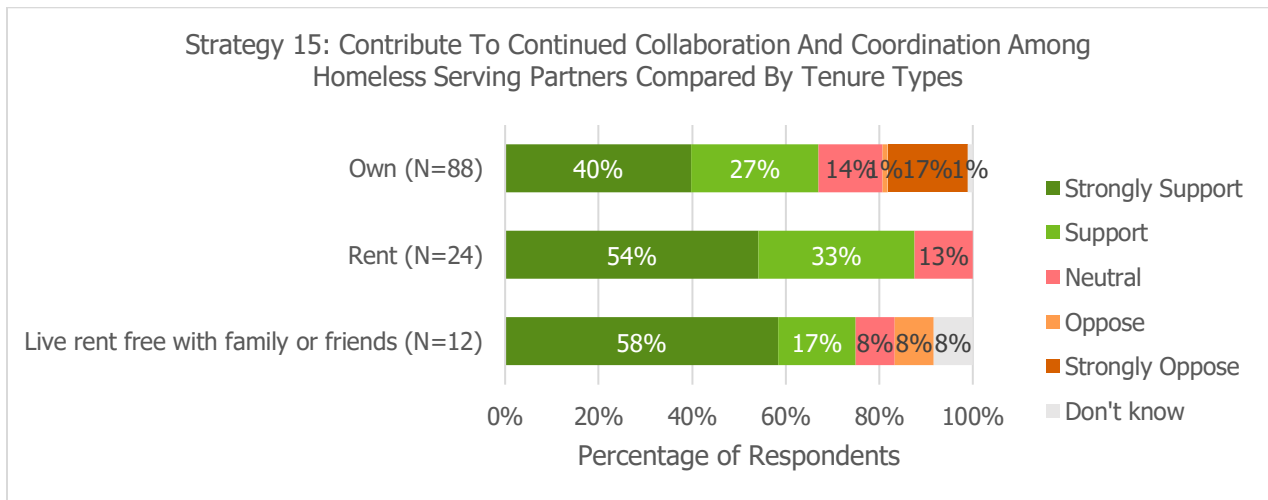 Strategy 15: Contribute To Continued Collaboration And Coordination Among
Homeless Serving Partners Compared By Tenure Types
Own (N=88)
40%
27%
14%
1%
17%
1%
Rent (N=24)
54%
33%
13%
Live rent free with family or friends (N=12)
58%
17%
8%
8%
8%
0%
20%
40%
60%
80%
100%
Percentage of Respondents
Strongly Support
Support
Neutral
Oppose
Strongly Oppose
Don't know